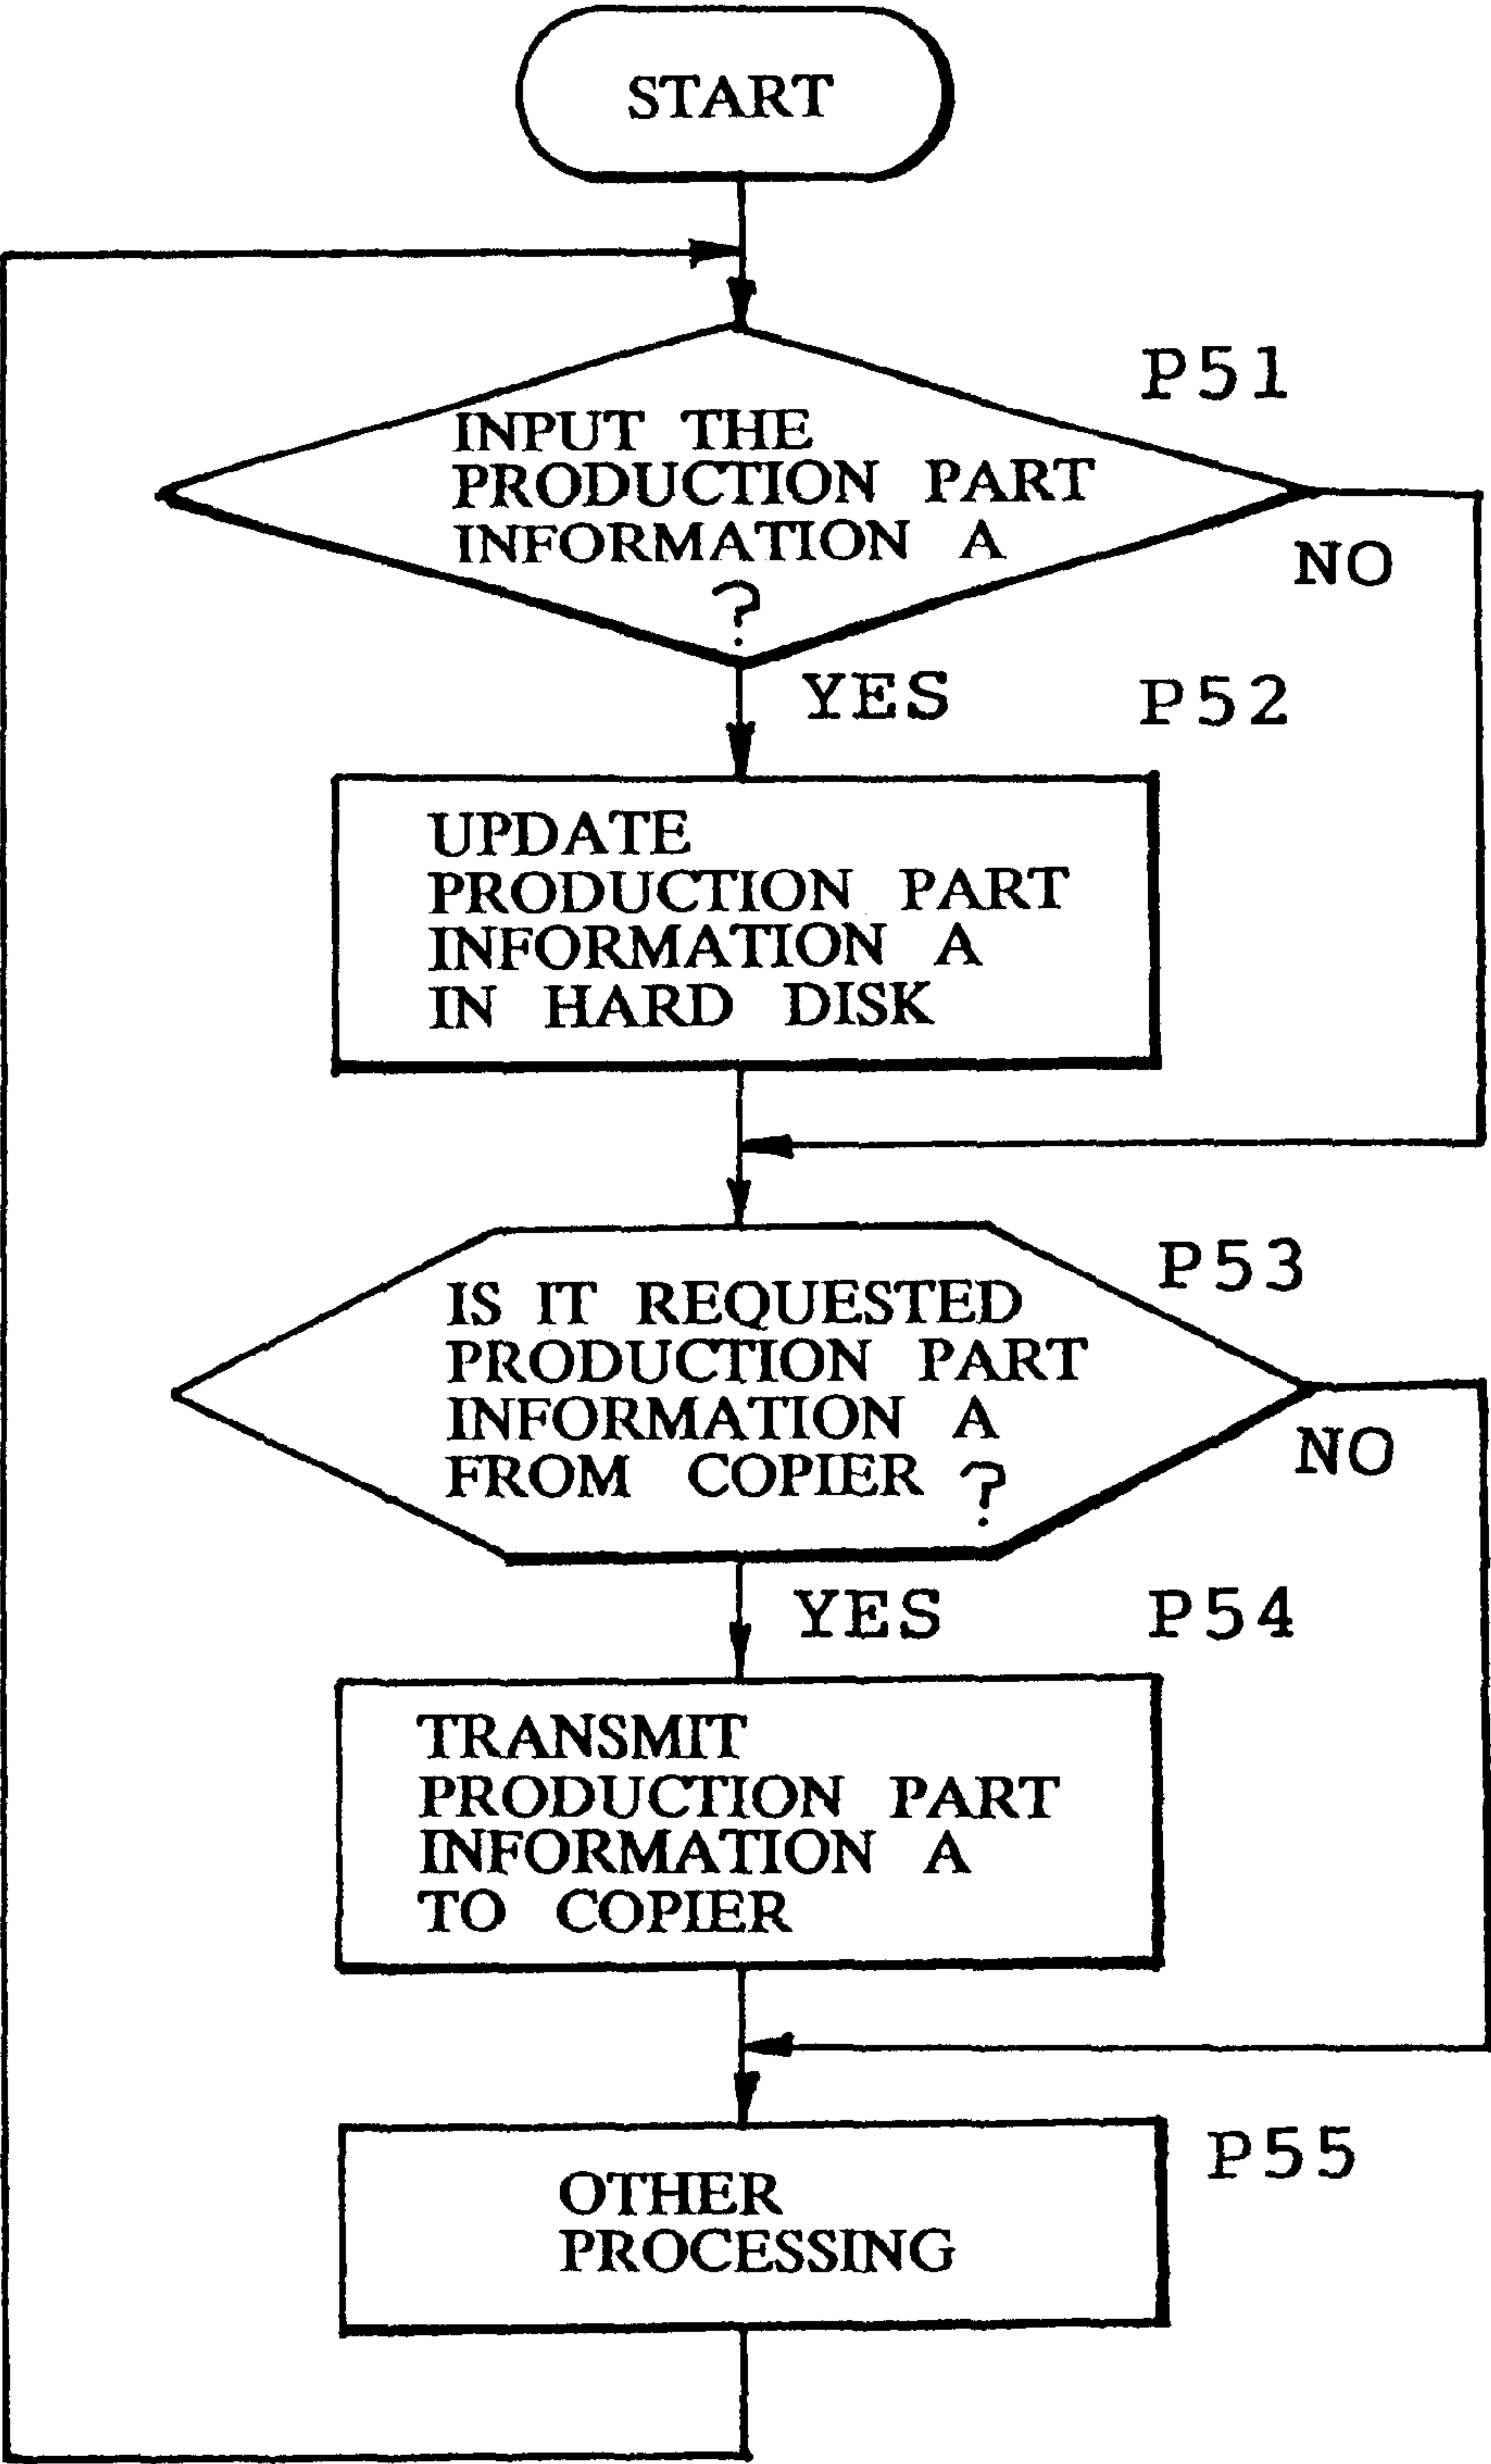 START
P51
INPUT THE
PRODUCTION PART
INFORMATION A
?
NO
YES
P52
UPDATE
PRODUCTION PART
INFORMATION A
IN HARD DISK
P53
IS IT REQUESTED
PRODUCTION PART
INFORMATION A
FROM COPIER ?
NO
YES
P54
TRANSMIT
PRODUCTION PART
INFORMATION A
TO COPIER
P55
OTHER
PROCESSING